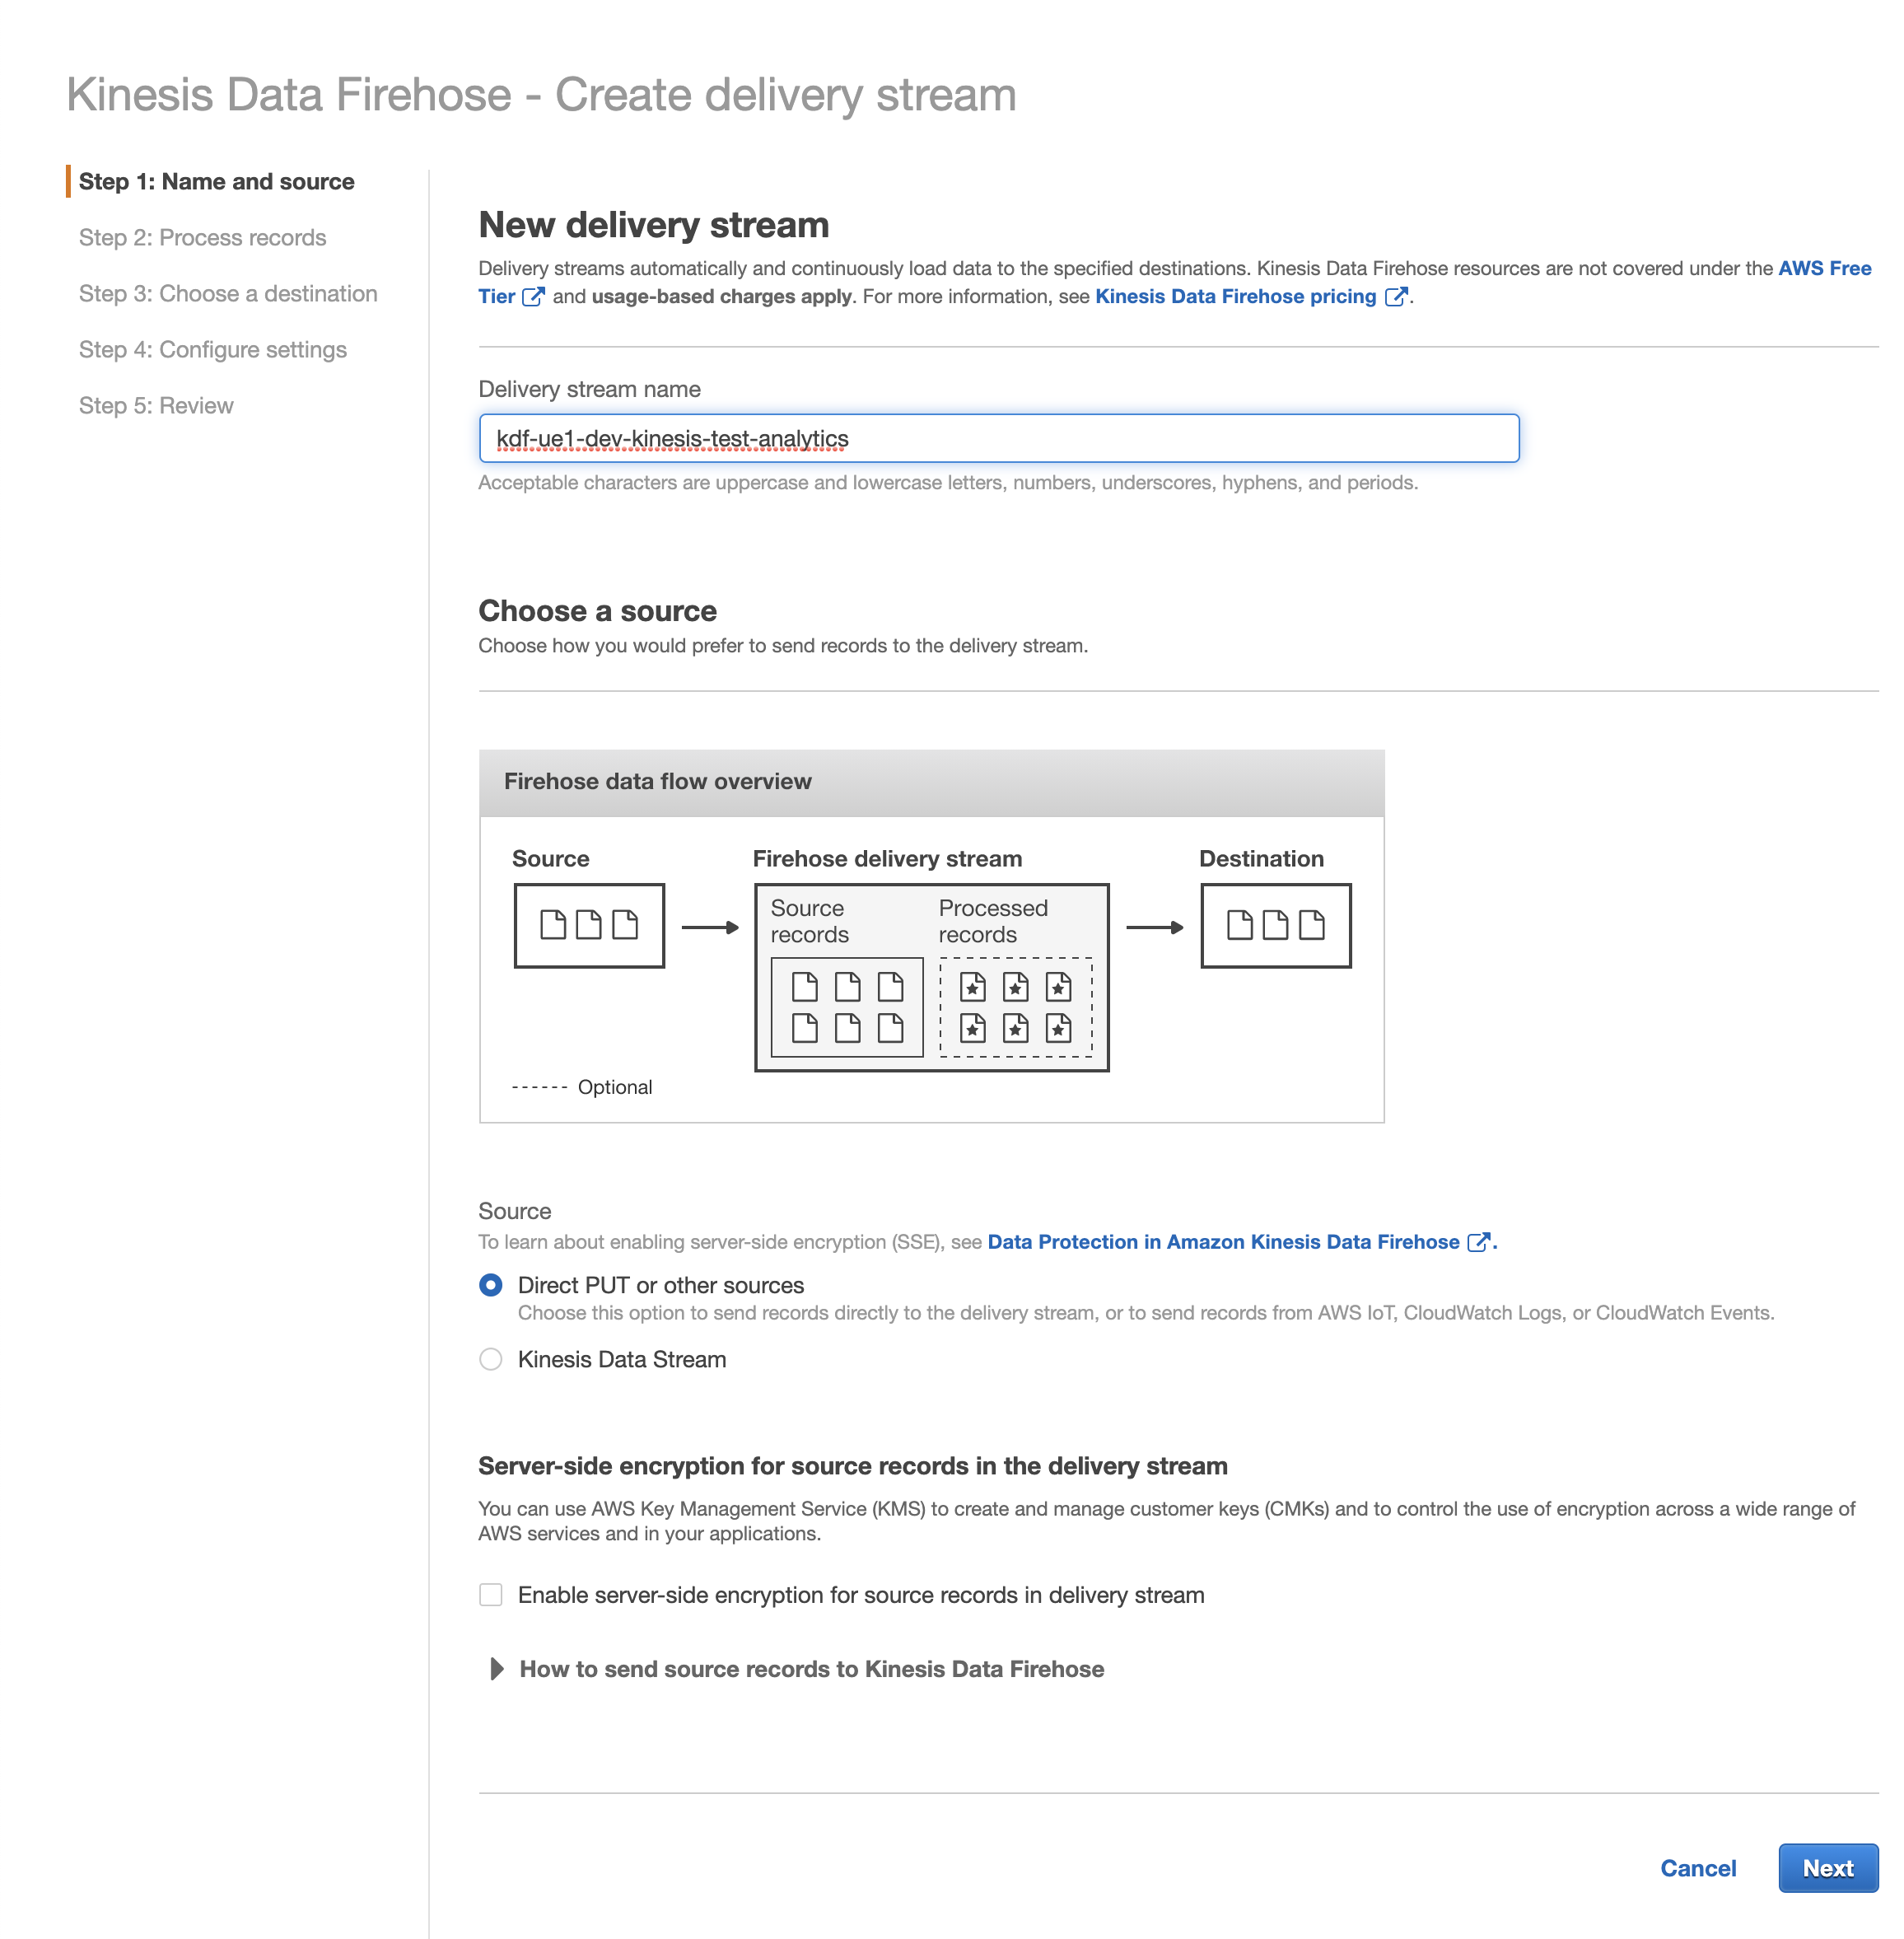 Kinesis Data Firehose - Create delivery stream
Step 1: Name and source
Step 2: Process records
Step 3: Choose a destination
Step 4: Configure settings
Step 5: Review
New delivery stream
Delivery streams automatically and continuously load data to the specified destinations. Kinesis Data Firehose resources are not covered under the AWS Free
Tier and usage-based charges apply. For more information, see Kinesis Data Firehose pricing .
Delivery stream name
kdf-ue1-dev-kinesis-test-analytics
Acceptable characters are uppercase and lowercase letters, numbers, underscores, hyphens, and periods.
Choose a source
Choose how you would prefer to send records to the delivery stream.
Firehose data flow overview
Source
Firehose delivery stream
Destination
Source
records
Processed
records
Optional
Source
To learn about enabling server-side encryption (SSE), see Data Protection in Amazon Kinesis Data Firehose .
Direct PUT or other sources
Choose this option to send records directly to the delivery stream, or to send records from AWS IoT, CloudWatch Logs, or CloudWatch Events.
Kinesis Data Stream
Server-side encryption for source records in the delivery stream
You can use AWS Key Management Service (KMS) to create and manage customer keys (CMKs) and to control the use of encryption across a wide range of
AWS services and in your applications.
Enable server-side encryption for source records in delivery stream
How to send source records to Kinesis Data Firehose
Cancel
Next